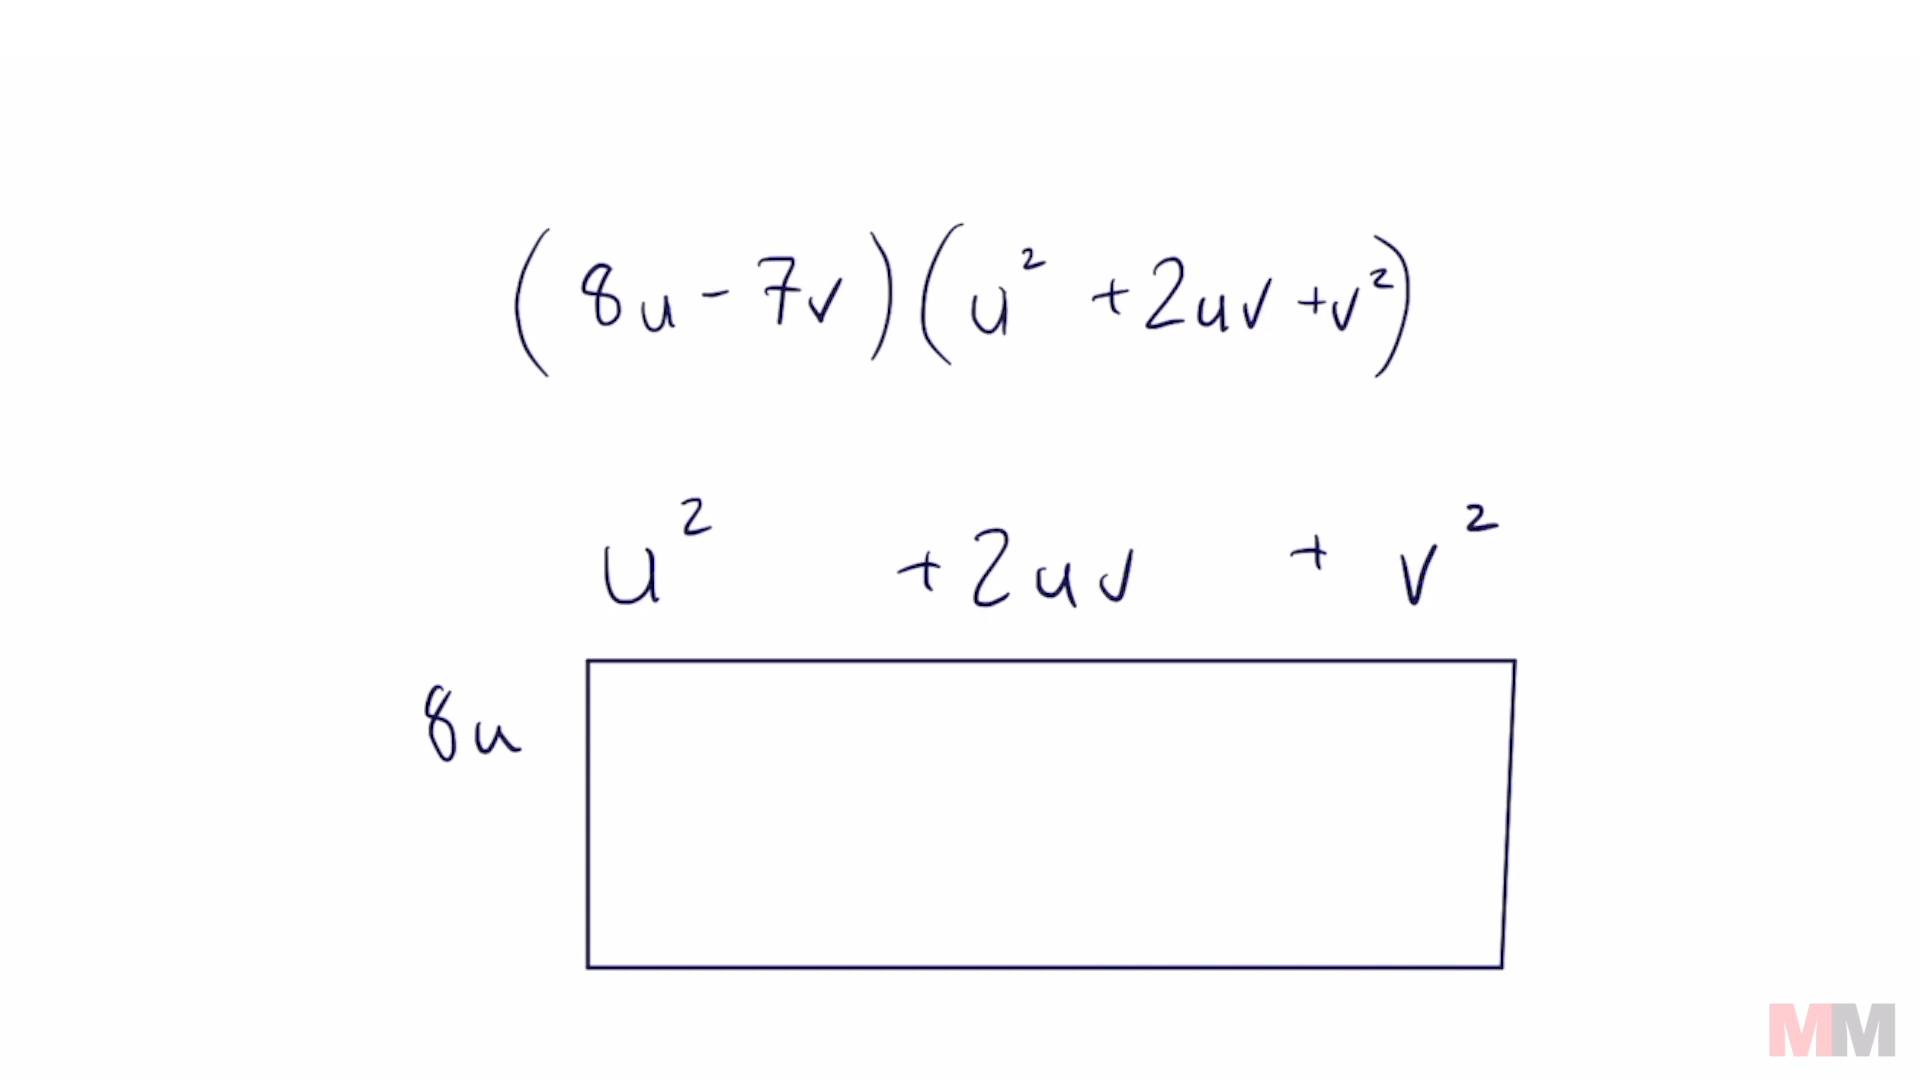 (8u - 7v)(u² + 2uv + v²)
u² + 2uv + v²
8u
MM